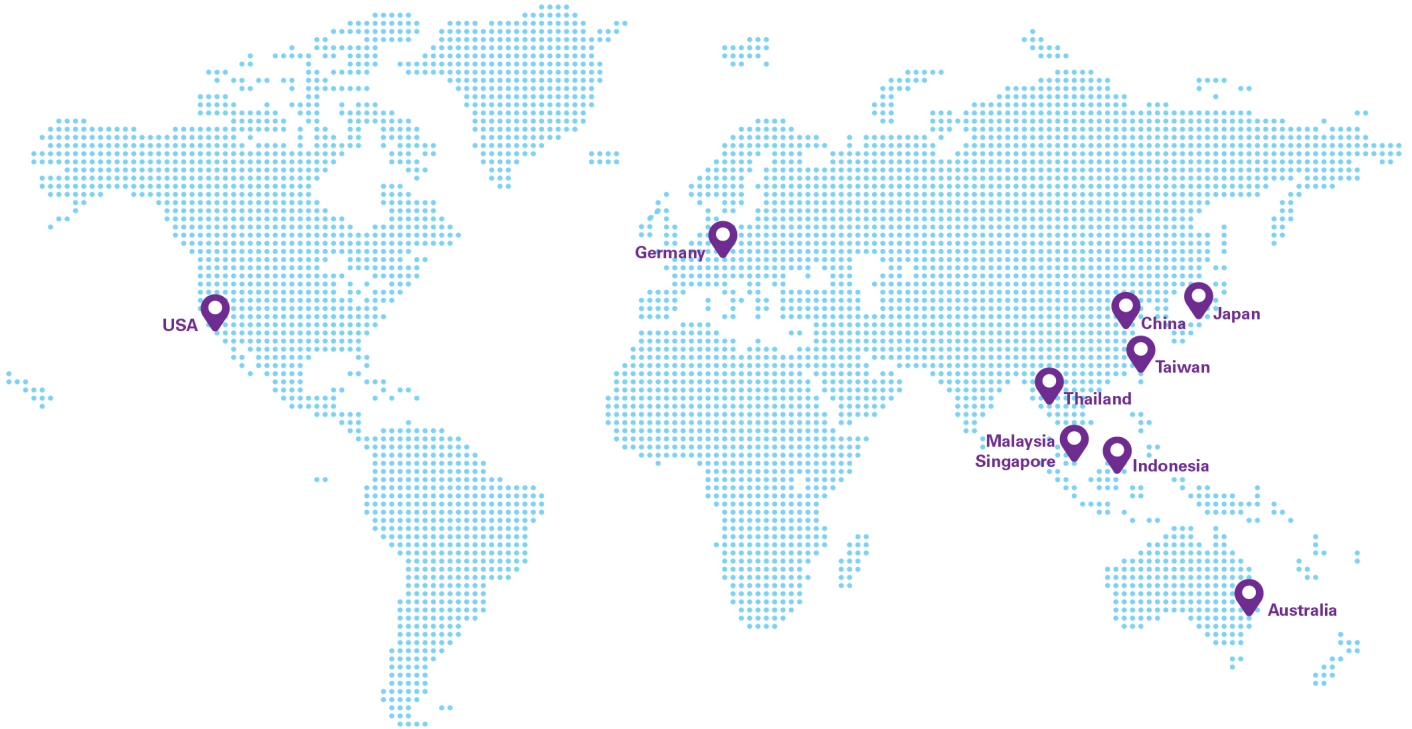 Germany
USA
China
Japan
Taiwan
Thailand
Malaysia
Singapore
Indonesia
Australia